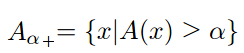 A_{α+} = {x|A(x) > α}